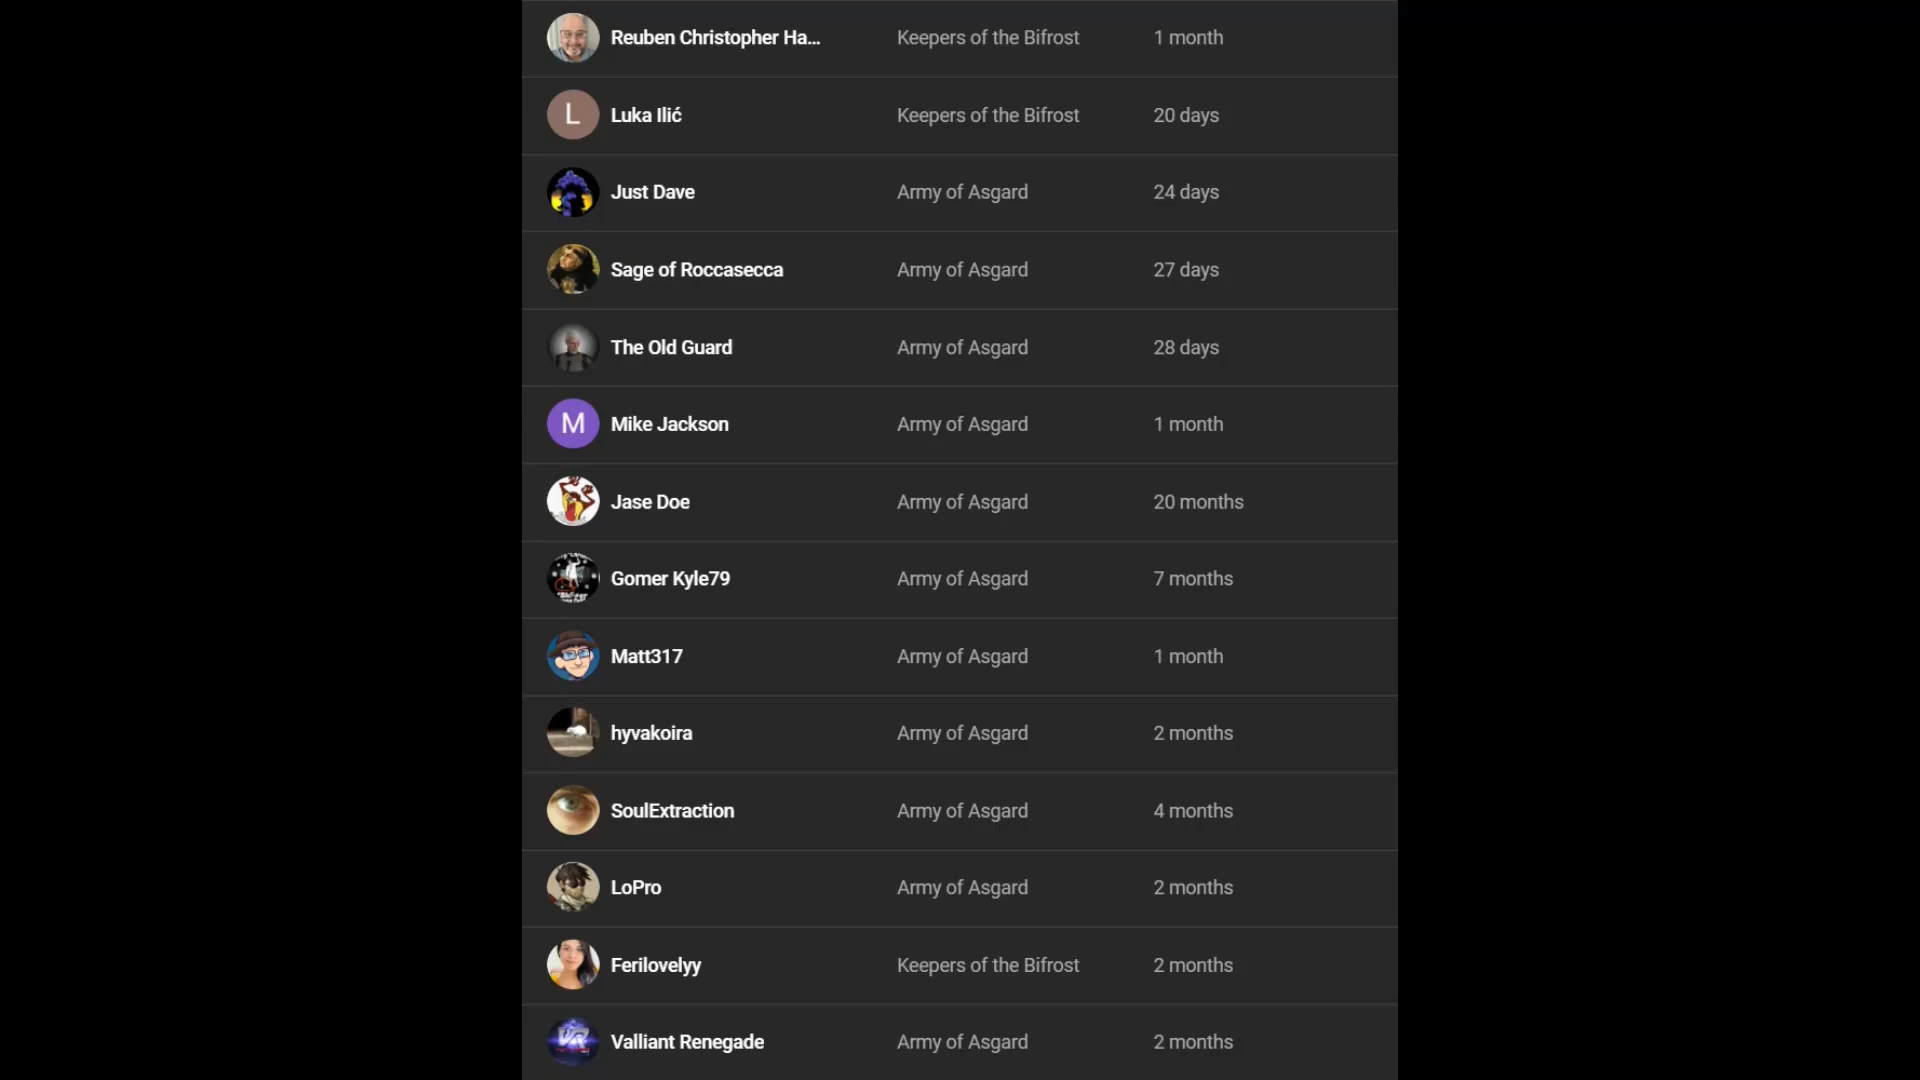 Reuben Christopher Ha... Keepers of the Bifrost 1 month
L Luka Ilić Keepers of the Bifrost 20 days
Just Dave Army of Asgard 24 days
Sage of Roccasecca Army of Asgard 27 days
The Old Guard Army of Asgard 28 days
M Mike Jackson Army of Asgard 1 month
Jase Doe Army of Asgard 20 months
Gomer Kyle79 Army of Asgard 7 months
Matt317 Army of Asgard 1 month
hyvakoira Army of Asgard 2 months
SoulExtraction Army of Asgard 4 months
LoPro Army of Asgard 2 months
Ferilovelyy Keepers of the Bifrost 2 months
VR Valliant Renegade Army of Asgard 2 months